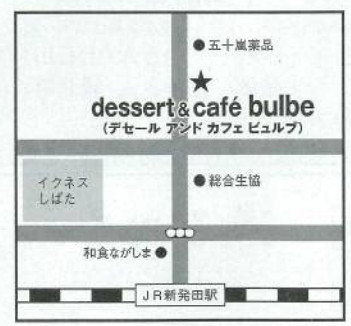 五十嵐薬品
★
dessert&café bulbe
(デセール アンド カフェ ビュルブ)
イクネス
しばた
総合生協
和食ながしま
JR新発田駅